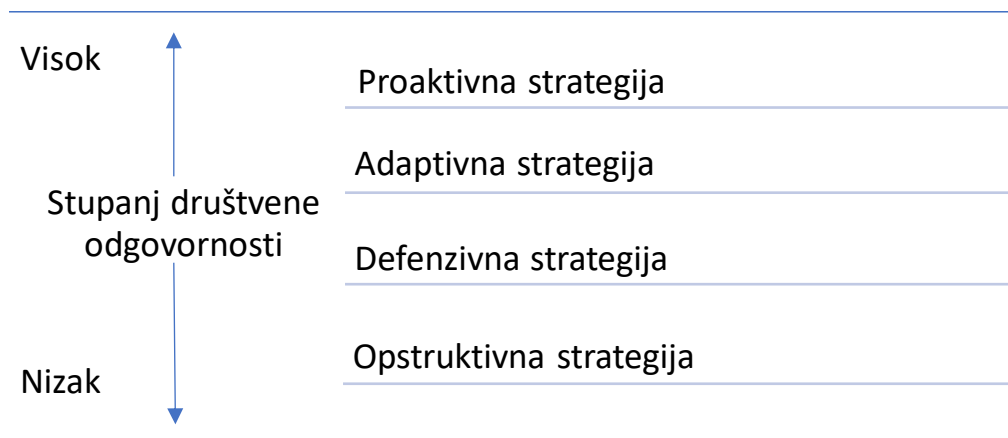 Visok
Proaktivna strategija
Adaptivna strategija
Stupanj društvene
odgovornosti
Defenzivna strategija
Opstruktivna strategija
Nizak